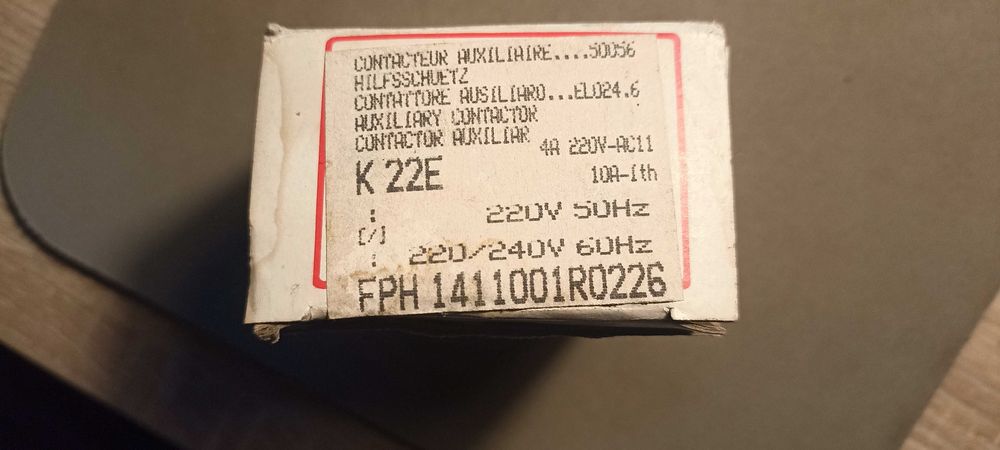 CONTACTEUR AUXILIAIRE....50056
HILFSSCHUETZ
CONTATTORE AUSILIARO...EL024.6
AUXILIARY CONTACTOR
CONTACTOR AUXILIAR
4A 220V-AC11
K 22E
10A-Ith
220V 50Hz
[/]
220/240V 60Hz
FPH 1411001R0226